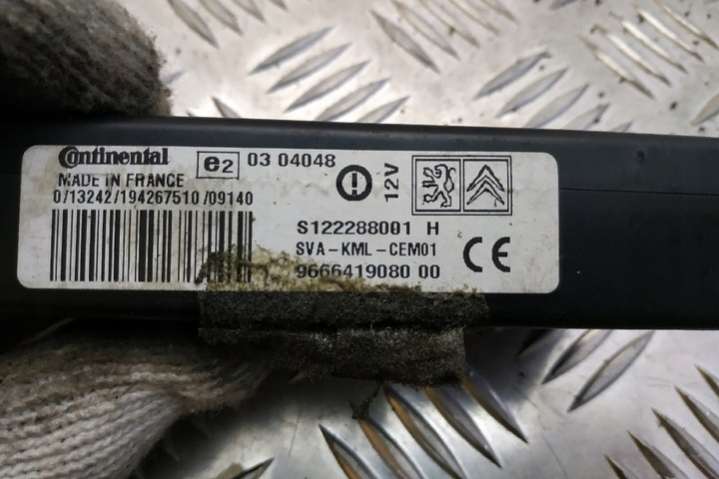 Continental
MADE IN FRANCE
0/13242/194267510/09140
e2 03 04048
12V
S122288001 H
SVA-KML-CEM01
9666419080 00
CE